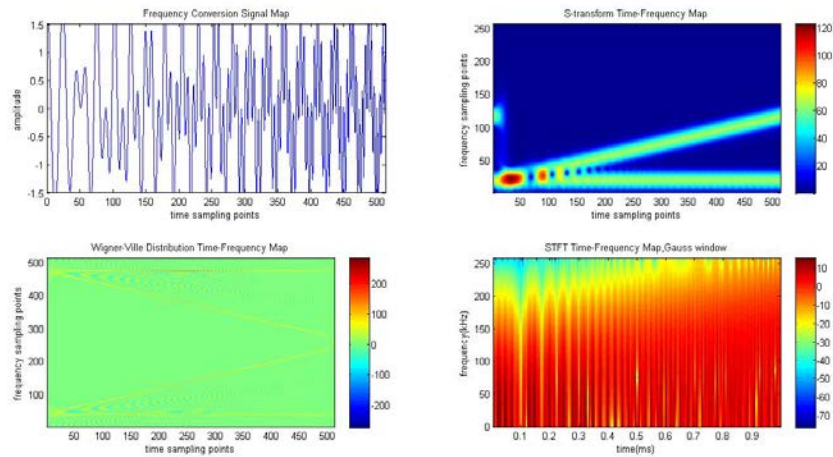 Frequency Conversion Signal Map
1.5
1
0.5
0
-0.5
-1
-1.5
amplitude
0 50 100 150 200 250 300 350 400 450 500
time sampling points
S-transform Time-Frequency Map
250
200
150
100
50
frequency sampling points
50 100 150 200 250 300 350 400 450 500
time sampling points
120
100
80
60
40
20
Wigner-Ville Distribution Time-Frequency Map
500
400
300
200
100
frequency sampling points
50 100 150 200 250 300 350 400 450 500
time sampling points
200
100
0
-100
-200
STFT Time-Frequency Map,Gauss window
250
200
150
100
50
0
frequency(kHz)
0.1 0.2 0.3 0.4 0.5 0.6 0.7 0.8 0.9
time(ms)
10
0
-10
-20
-30
-40
-50
-60
-70